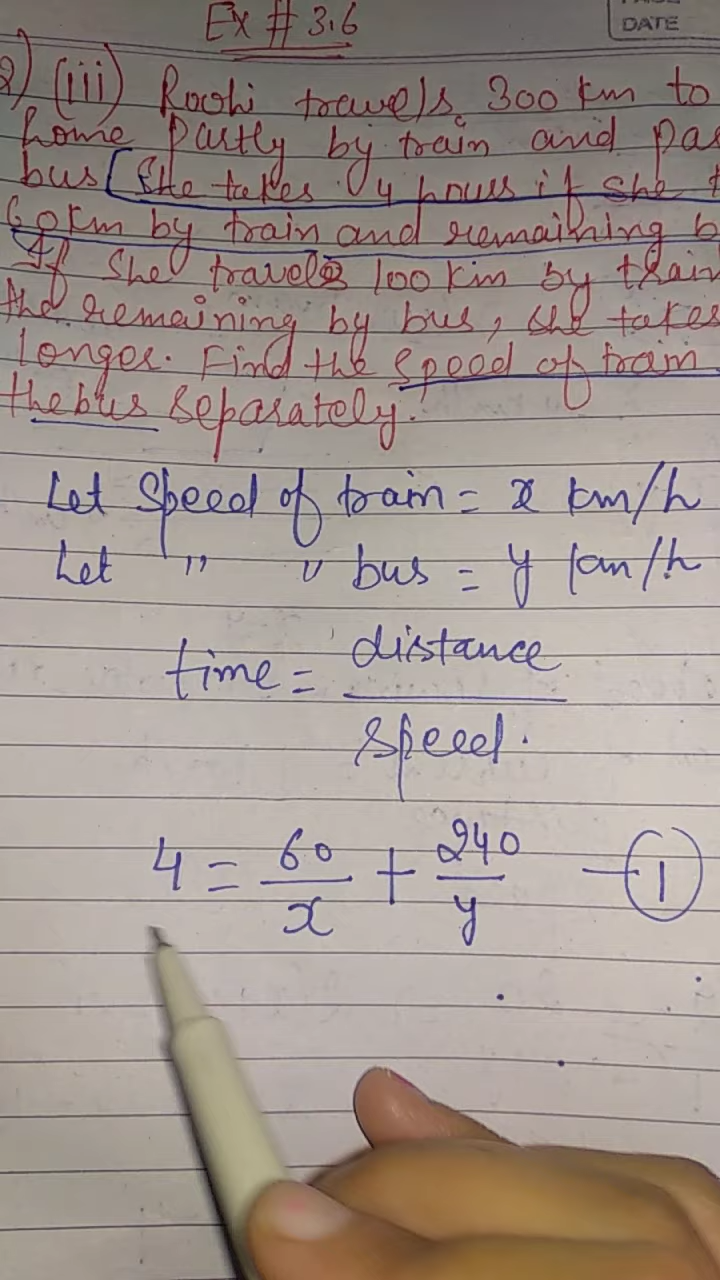 Ex # 3.6
DATE
2) (iii) Roohi travels 300 km to
home partly by train and pas
bus (She takes 4 hours if she t
60 km by train and remaining b
If she travels 100 km by train
the remaining by bus, she takes
longer. Find the speed of train
the bus separately.
Let Speed of train = x km/h
Let " " bus = y km/h
time = distance
speed.
4 = 60/x + 240/y — 1